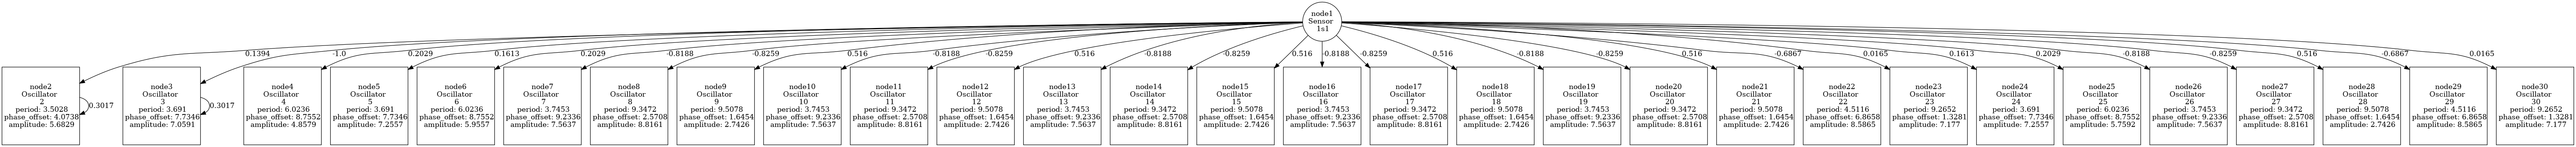 node1
Sensor
1s1
0.1394
-1.0
0.2029
0.1613
0.2029
-0.8188
-0.8259
0.516
-0.8188
-0.8259
0.516
-0.8188
-0.8259
0.516
-0.8188
-0.8259
0.516
-0.8188
-0.8259
0.516
-0.6867
0.0165
0.1613
0.2029
-0.8188
-0.8259
0.516
-0.6867
0.0165
node2
Oscillator
2
period: 3.5028
phase_offset: 4.0738
amplitude: 5.6829
0.3017
node3
Oscillator
3
period: 3.691
phase_offset: 7.7346
amplitude: 7.0591
0.3017
node4
Oscillator
4
period: 6.0236
phase_offset: 8.7552
amplitude: 4.8579
node5
Oscillator
5
period: 3.691
phase_offset: 7.7346
amplitude: 7.2557
node6
Oscillator
6
period: 6.0236
phase_offset: 8.7552
amplitude: 5.9557
node7
Oscillator
7
period: 3.7453
phase_offset: 9.2336
amplitude: 7.5637
node8
Oscillator
8
period: 9.3472
phase_offset: 2.5708
amplitude: 8.8161
node9
Oscillator
9
period: 9.5078
phase_offset: 1.6454
amplitude: 2.7426
node10
Oscillator
10
period: 3.7453
phase_offset: 9.2336
amplitude: 7.5637
node11
Oscillator
11
period: 9.3472
phase_offset: 2.5708
amplitude: 8.8161
node12
Oscillator
12
period: 9.5078
phase_offset: 1.6454
amplitude: 2.7426
node13
Oscillator
13
period: 3.7453
phase_offset: 9.2336
amplitude: 7.5637
node14
Oscillator
14
period: 9.3472
phase_offset: 2.5708
amplitude: 8.8161
node15
Oscillator
15
period: 9.5078
phase_offset: 1.6454
amplitude: 2.7426
node16
Oscillator
16
period: 3.7453
phase_offset: 9.2336
amplitude: 7.5637
node17
Oscillator
17
period: 9.3472
phase_offset: 2.5708
amplitude: 8.8161
node18
Oscillator
18
period: 9.5078
phase_offset: 1.6454
amplitude: 2.7426
node19
Oscillator
19
period: 3.7453
phase_offset: 9.2336
amplitude: 7.5637
node20
Oscillator
20
period: 9.3472
phase_offset: 2.5708
amplitude: 8.8161
node21
Oscillator
21
period: 9.5078
phase_offset: 1.6454
amplitude: 2.7426
node22
Oscillator
22
period: 4.5116
phase_offset: 6.8658
amplitude: 8.5865
node23
Oscillator
23
period: 9.2652
phase_offset: 1.3281
amplitude: 7.177
node24
Oscillator
24
period: 3.691
phase_offset: 7.7346
amplitude: 7.2557
node25
Oscillator
25
period: 6.0236
phase_offset: 8.7552
amplitude: 5.7592
node26
Oscillator
26
period: 3.7453
phase_offset: 9.2336
amplitude: 7.5637
node27
Oscillator
27
period: 9.3472
phase_offset: 2.5708
amplitude: 8.8161
node28
Oscillator
28
period: 9.5078
phase_offset: 1.6454
amplitude: 2.7426
node29
Oscillator
29
period: 4.5116
phase_offset: 6.8658
amplitude: 8.5865
node30
Oscillator
30
period: 9.2652
phase_offset: 1.3281
amplitude: 7.177